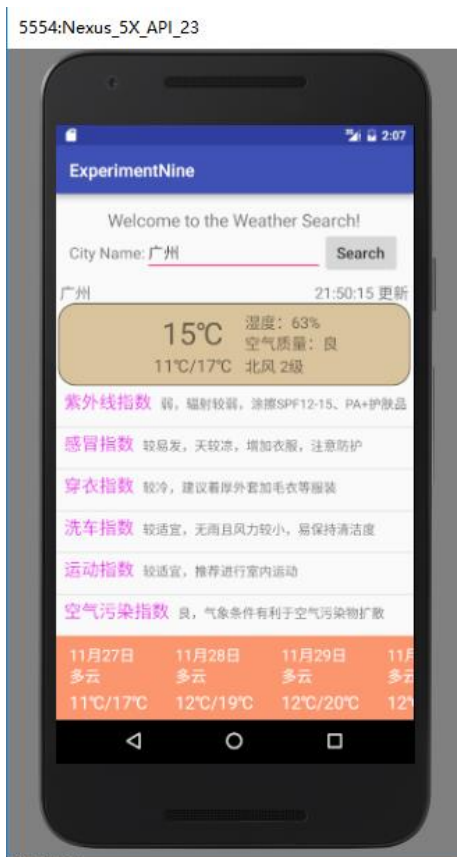 5554:Nexus_5X_API_23
2:07
ExperimentNine
Welcome to the Weather Search!
City Name: 广州 Search
广州 21:50:15 更新
15℃ 湿度：63%
空气质量：良
11℃/17℃ 北风 2级
紫外线指数 弱，辐射较弱，涂擦SPF12-15、PA+护肤品
感冒指数 较易发，天较凉，增加衣服，注意防护
穿衣指数 较冷，建议着厚外套加毛衣等服装
洗车指数 较适宜，无雨且风力较小，易保持清洁度
运动指数 较适宜，推荐进行室内运动
空气污染指数 良，气象条件有利于空气污染物扩散
11月27日 11月28日 11月29日 11月
多云 多云 多云 多云
11℃/17℃ 12℃/19℃ 12℃/20℃ 12